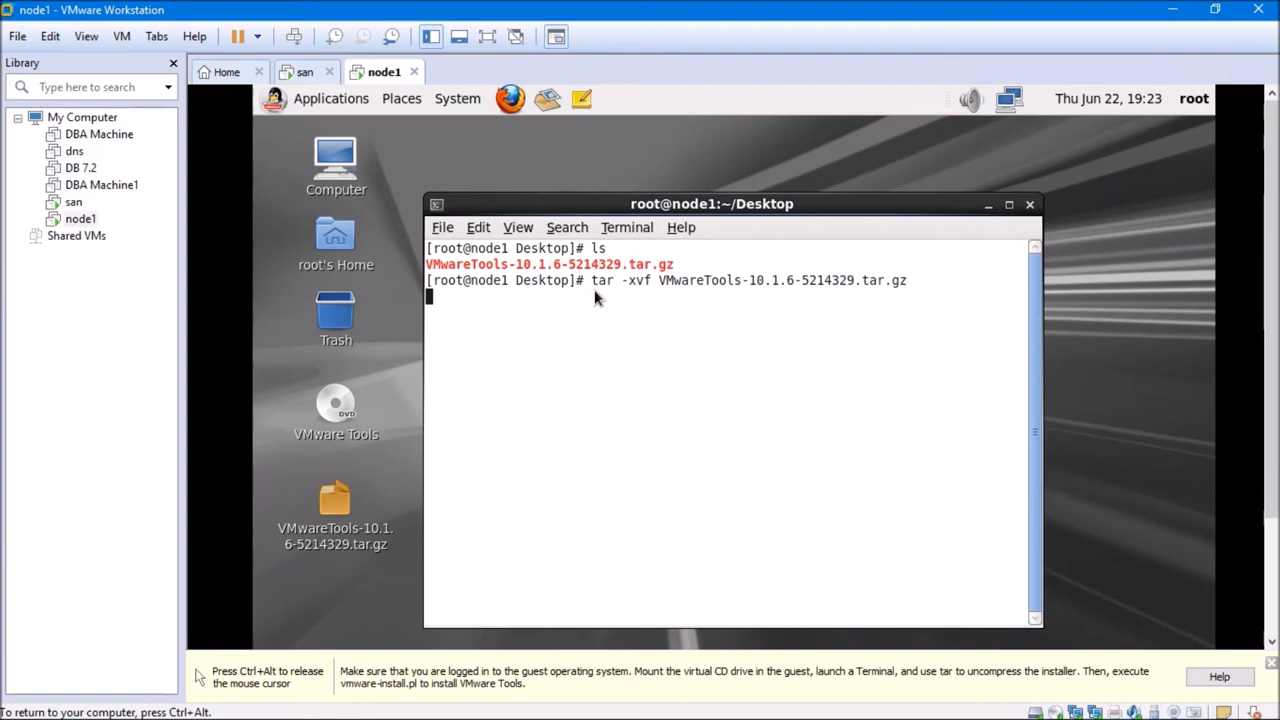 node1 - VMware Workstation
File Edit View VM Tabs Help
Library
Type here to search
My Computer
DBA Machine
dns
DB 7.2
DBA Machine1
san
node1
Shared VMs
Home
san
node1
Applications Places System
Thu Jun 22, 19:23 root
Computer
root's Home
Trash
DVD
VMware Tools
VMwareTools-10.1.
6-5214329.tar.gz
root@node1:~/Desktop
File Edit View Search Terminal Help
[root@node1 Desktop]# ls
VMwareTools-10.1.6-5214329.tar.gz
[root@node1 Desktop]# tar -xvf VMwareTools-10.1.6-5214329.tar.gz
Press Ctrl+Alt to release
the mouse cursor
Make sure that you are logged in to the guest operating system. Mount the virtual CD drive in the guest, launch a Terminal, and use tar to uncompress the installer. Then, execute
vmware-install.pl to install VMware Tools.
Help
To return to your computer, press Ctrl+Alt.